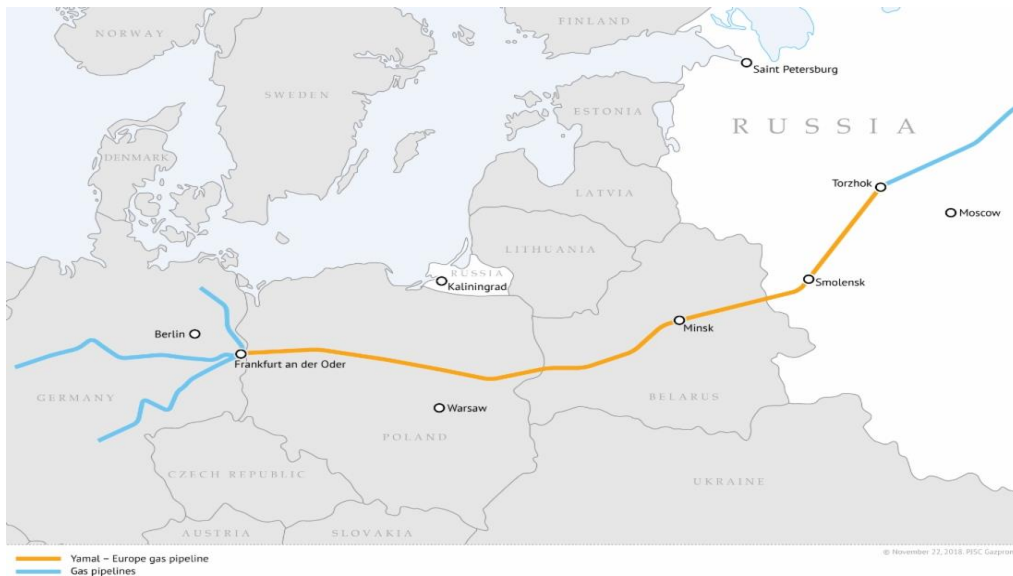 NORWAY
FINLAND
Saint Petersburg
SWEDEN
ESTONIA
RUSSIA
DENMARK
LATVIA
Torzhok
Moscow
LITHUANIA
RUSSIA
Kaliningrad
Smolensk
Minsk
Berlin
Frankfurt an der Oder
GERMANY
BELARUS
Warsaw
POLAND
CZECH REPUBLIC
UKRAINE
AUSTRIA
SLOVAKIA
Yamal – Europe gas pipeline
Gas pipelines
© November 22, 2018. PJSC Gazprom